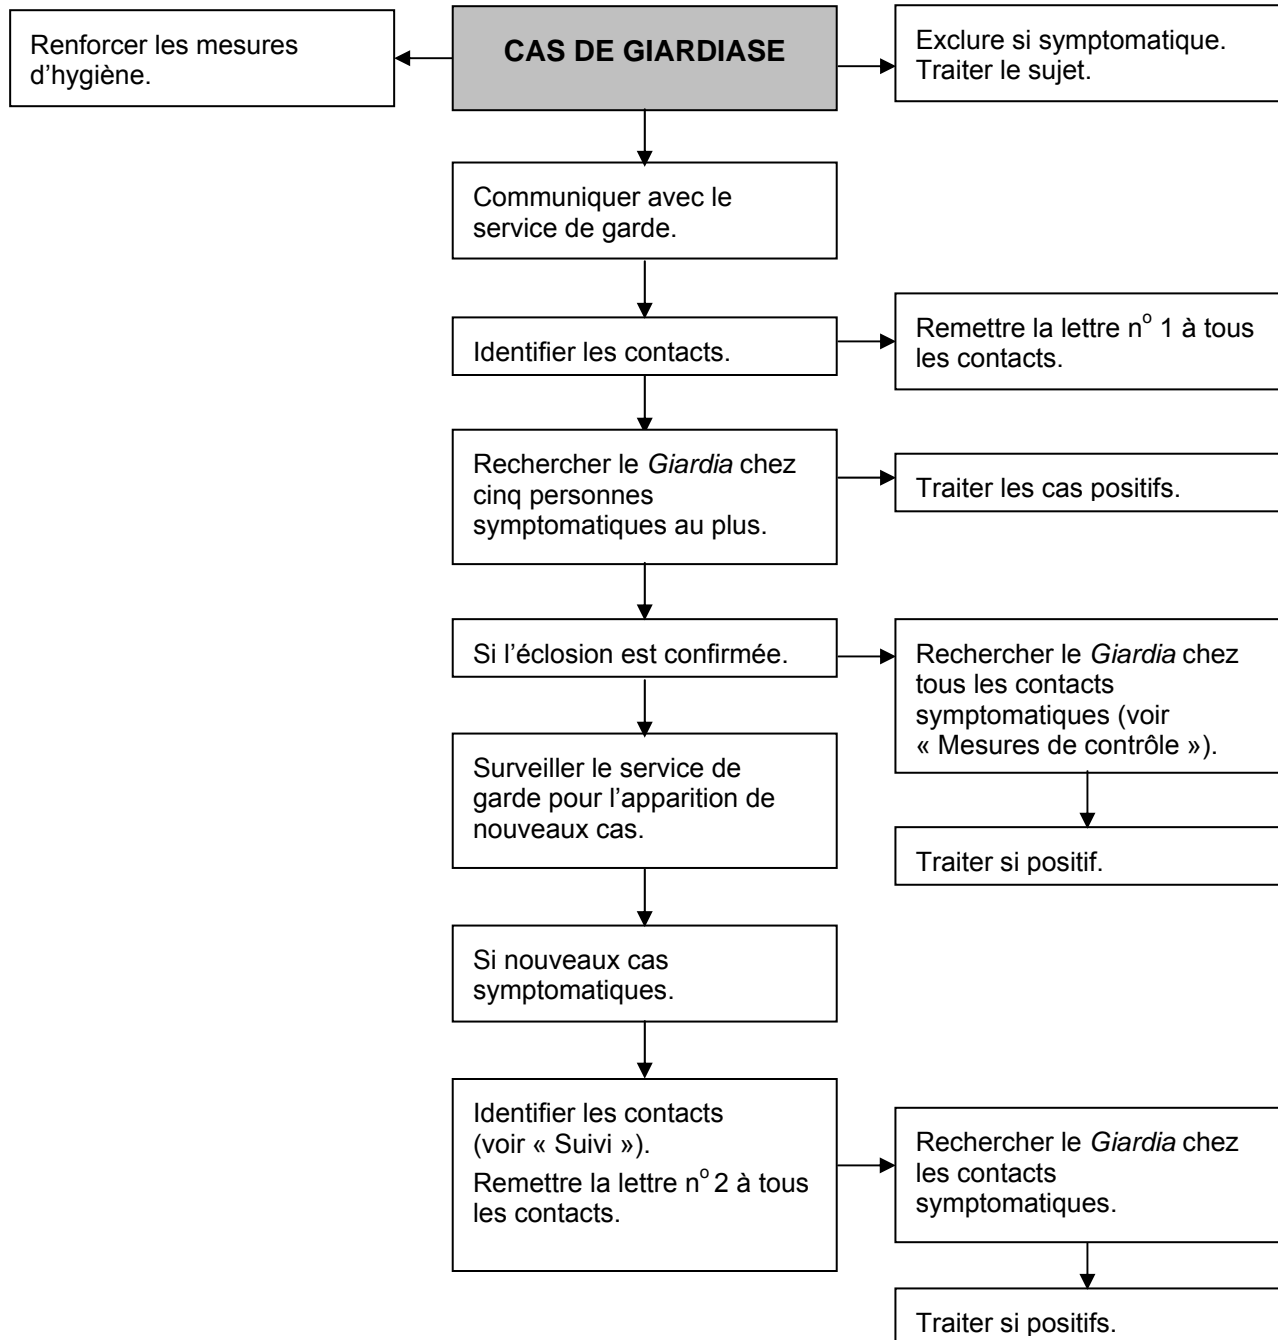 Renforcer les mesures
d’hygiène.
CAS DE GIARDIASE
Exclure si symptomatique.
Traiter le sujet.
Communiquer avec le
service de garde.
Identifier les contacts.
Remettre la lettre nº 1 à tous
les contacts.
Rechercher le Giardia chez
cinq personnes
symptomatiques au plus.
Traiter les cas positifs.
Si l’éclosion est confirmée.
Rechercher le Giardia chez
tous les contacts
symptomatiques (voir
« Mesures de contrôle »).
Surveiller le service de
garde pour l’apparition de
nouveaux cas.
Traiter si positif.
Si nouveaux cas
symptomatiques.
Identifier les contacts
(voir « Suivi »).
Remettre la lettre nº 2 à tous
les contacts.
Rechercher le Giardia chez
les contacts
symptomatiques.
Traiter si positifs.